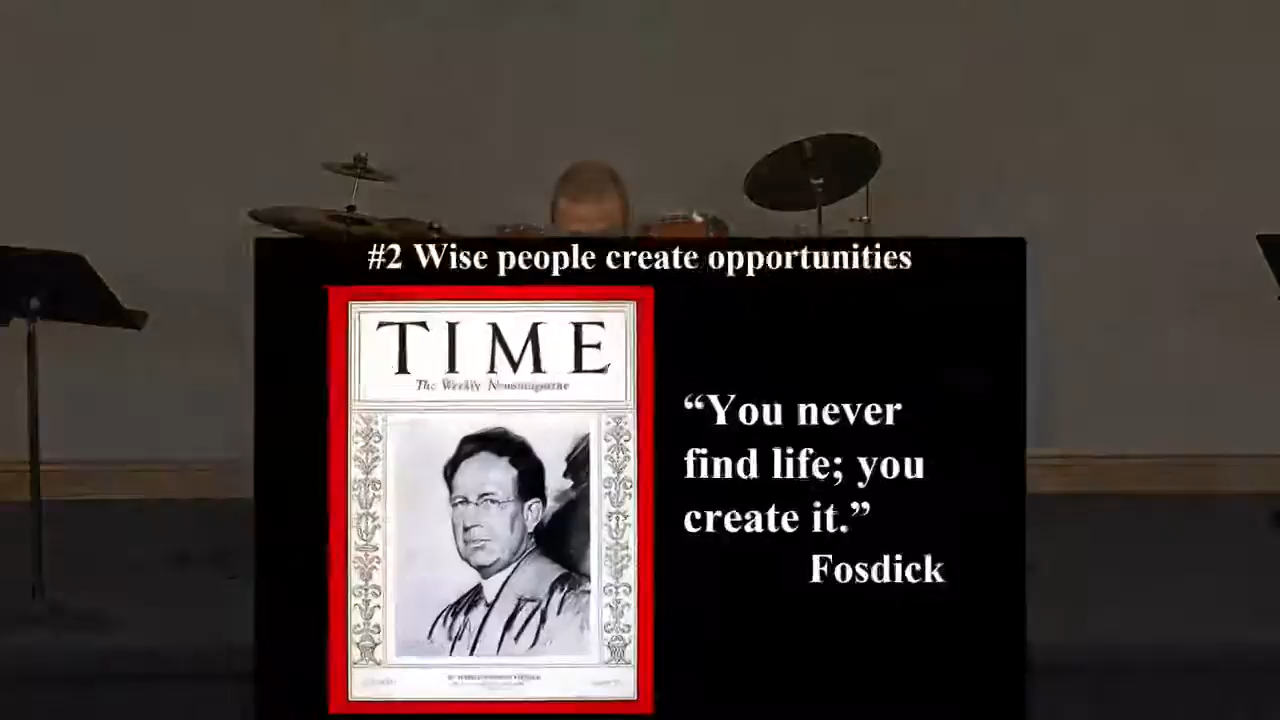 #2 Wise people create opportunities
TIME
The Weekly Newsmagazine
“You never
find life; you
create it.”
Fosdick